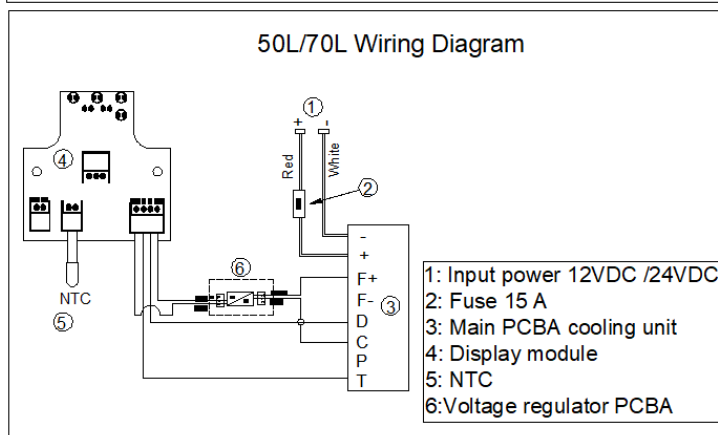 50L/70L Wiring Diagram
1
+ -
Red
White
4
2
-
+
6
F+
F-
3
D
C
P
T
NTC
5
1: Input power 12VDC /24VDC
2: Fuse 15 A
3: Main PCBA cooling unit
4: Display module
5: NTC
6:Voltage regulator PCBA